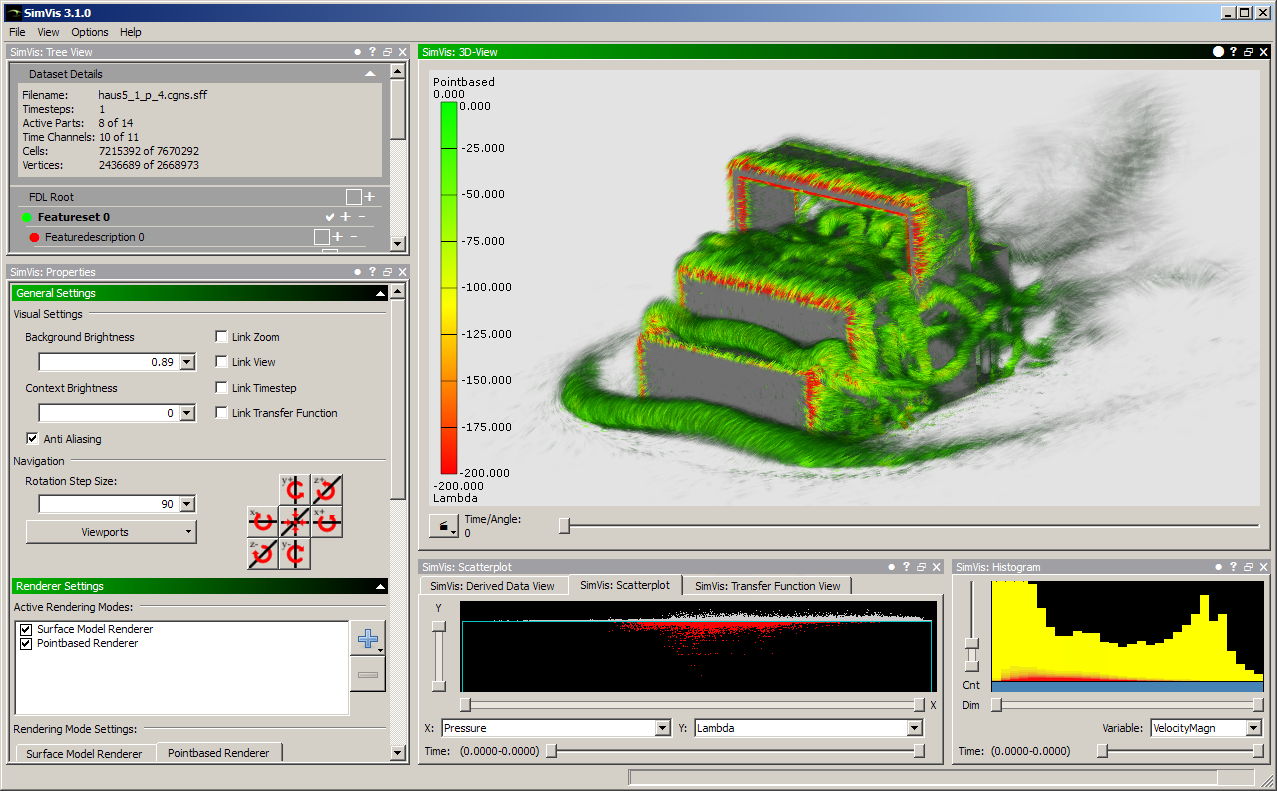 SimVis 3.1.0
File View Options Help
SimVis: Tree View
Dataset Details
Filename: haus5_1_p_4.cgns.sff
Timesteps: 1
Active Parts: 8 of 14
Time Channels: 10 of 11
Cells: 7215392 of 7670292
Vertices: 2436689 of 2668973
FDL Root
Featureset 0
Featuredescription 0
SimVis: Properties
General Settings
Visual Settings
Background Brightness
0.89
Link Zoom
Link View
Context Brightness
0
Link Timestep
Link Transfer Function
Anti Aliasing
Navigation
Rotation Step Size:
90
Viewports
y+ z+
x- x+
z- y-
Renderer Settings
Active Rendering Modes:
Surface Model Renderer
Pointbased Renderer
Rendering Mode Settings:
Surface Model Renderer Pointbased Renderer
SimVis: 3D-View
Pointbased
0.000
0.000
-25.000
-50.000
-75.000
-100.000
-125.000
-150.000
-175.000
-200.000
-200.000
Lambda
Time/Angle:
0
SimVis: Scatterplot
SimVis: Derived Data View SimVis: Scatterplot SimVis: Transfer Function View
Y
X
X: Pressure Y: Lambda
Time: (0.0000-0.0000)
SimVis: Histogram
Cnt
Dim
Variable: VelocityMagn
Time: (0.0000-0.0000)